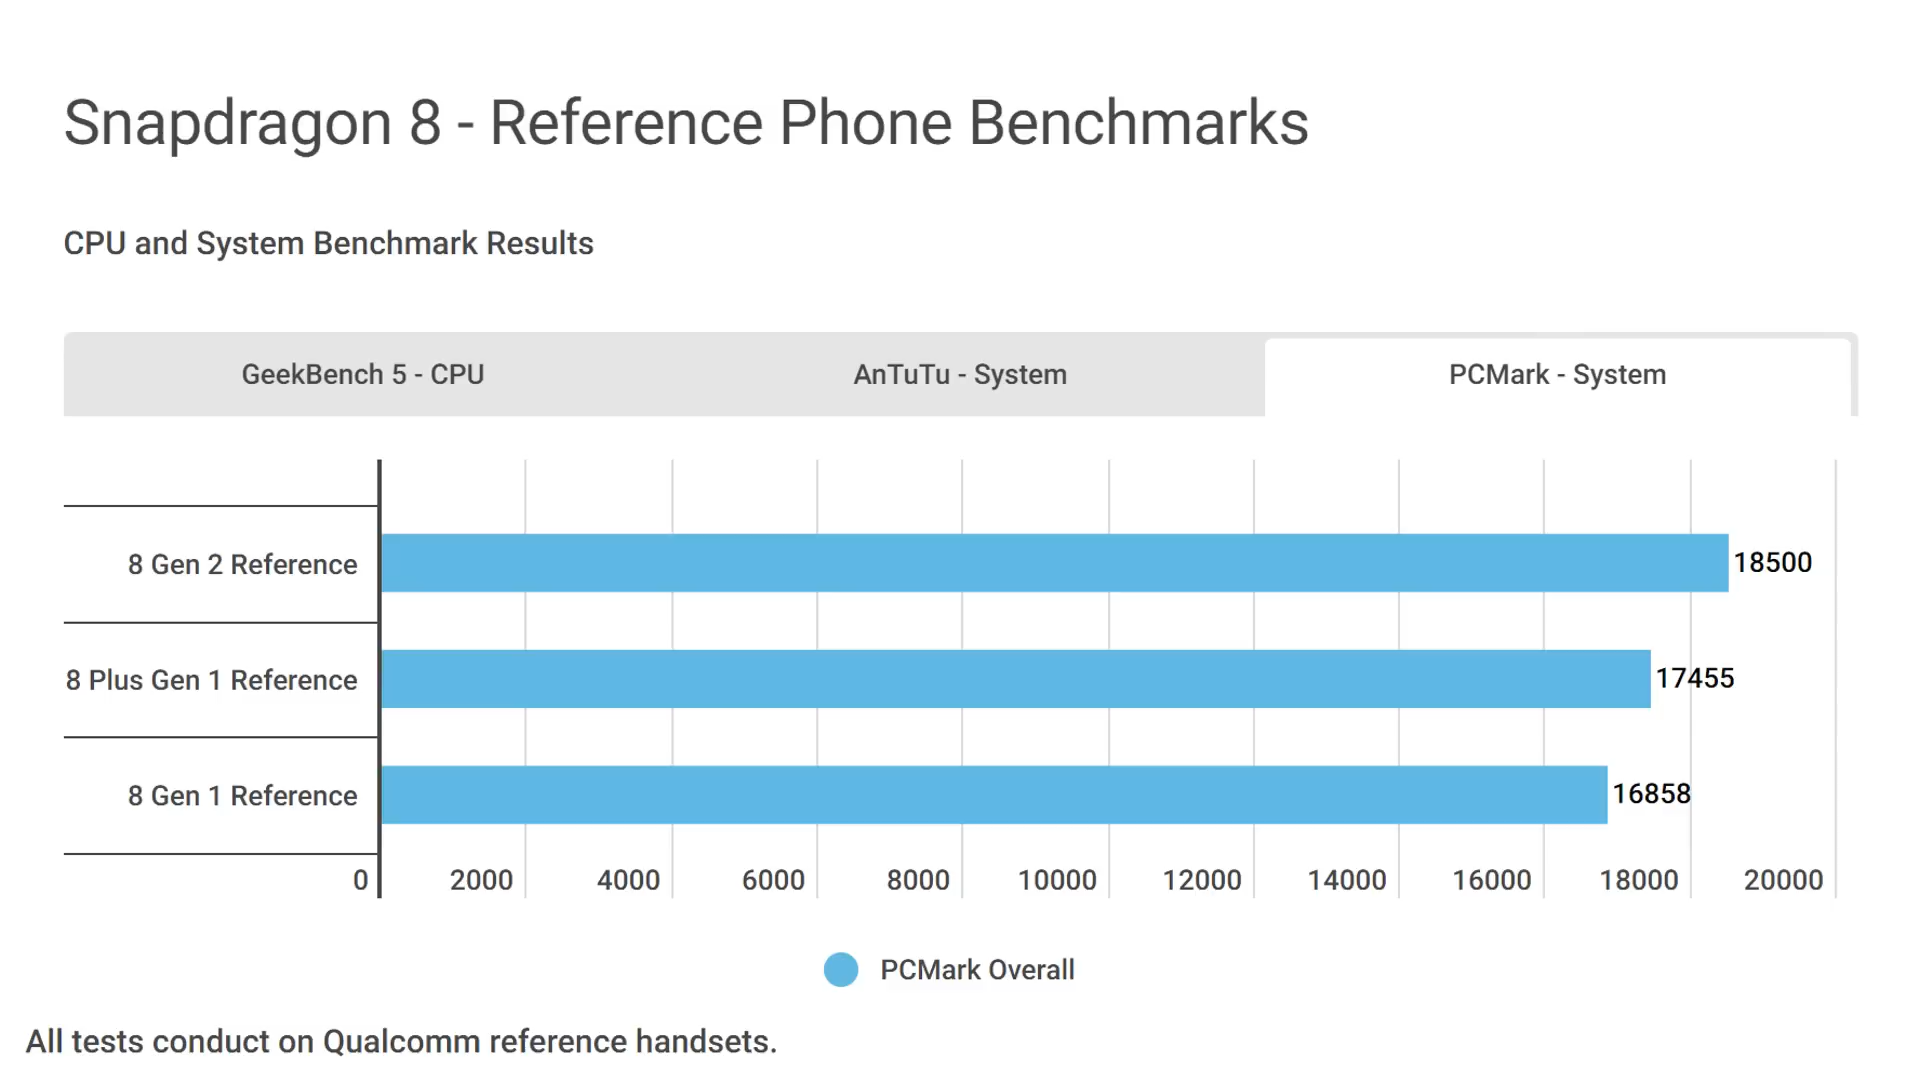 Snapdragon 8 - Reference Phone Benchmarks
CPU and System Benchmark Results
GeekBench 5 - CPU
AnTuTu - System
PCMark - System
8 Gen 2 Reference
18500
8 Plus Gen 1 Reference
17455
8 Gen 1 Reference
16858
0 2000 4000 6000 8000 10000 12000 14000 16000 18000 20000
PCMark Overall
All tests conduct on Qualcomm reference handsets.